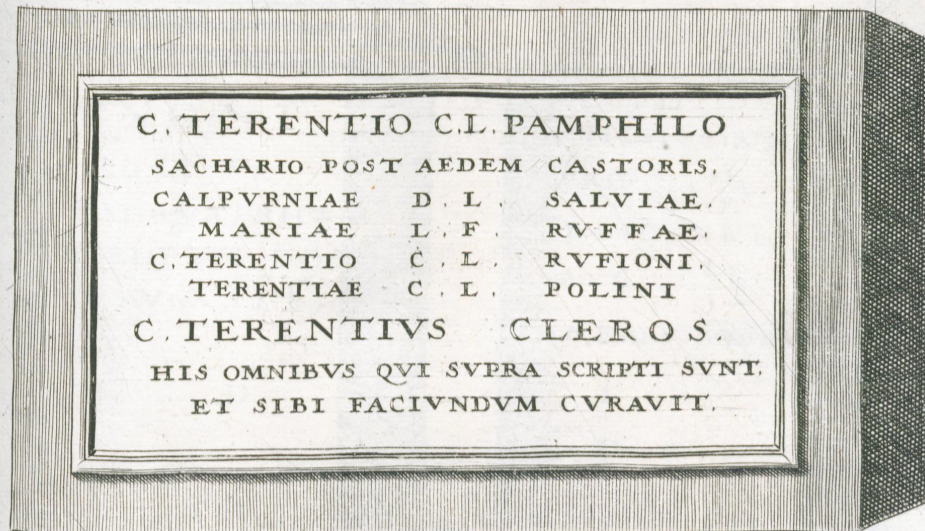 C. TERENTIO C.L. PAMPHILO
SACHARIO POST AEDEM CASTORIS.
CALPVRNIAE D. L. SALVIAE.
MARIAE L. F. RVFFAE.
C. TERENTIO C. L. RVFIONI.
TERENTIAE C. L. POLINI
C. TERENTIVS CLEROS.
HIS OMNIBVS QVI SVPRA SCRIPTI SVNT.
ET SIBI FACIVNDVM CVRAVIT.